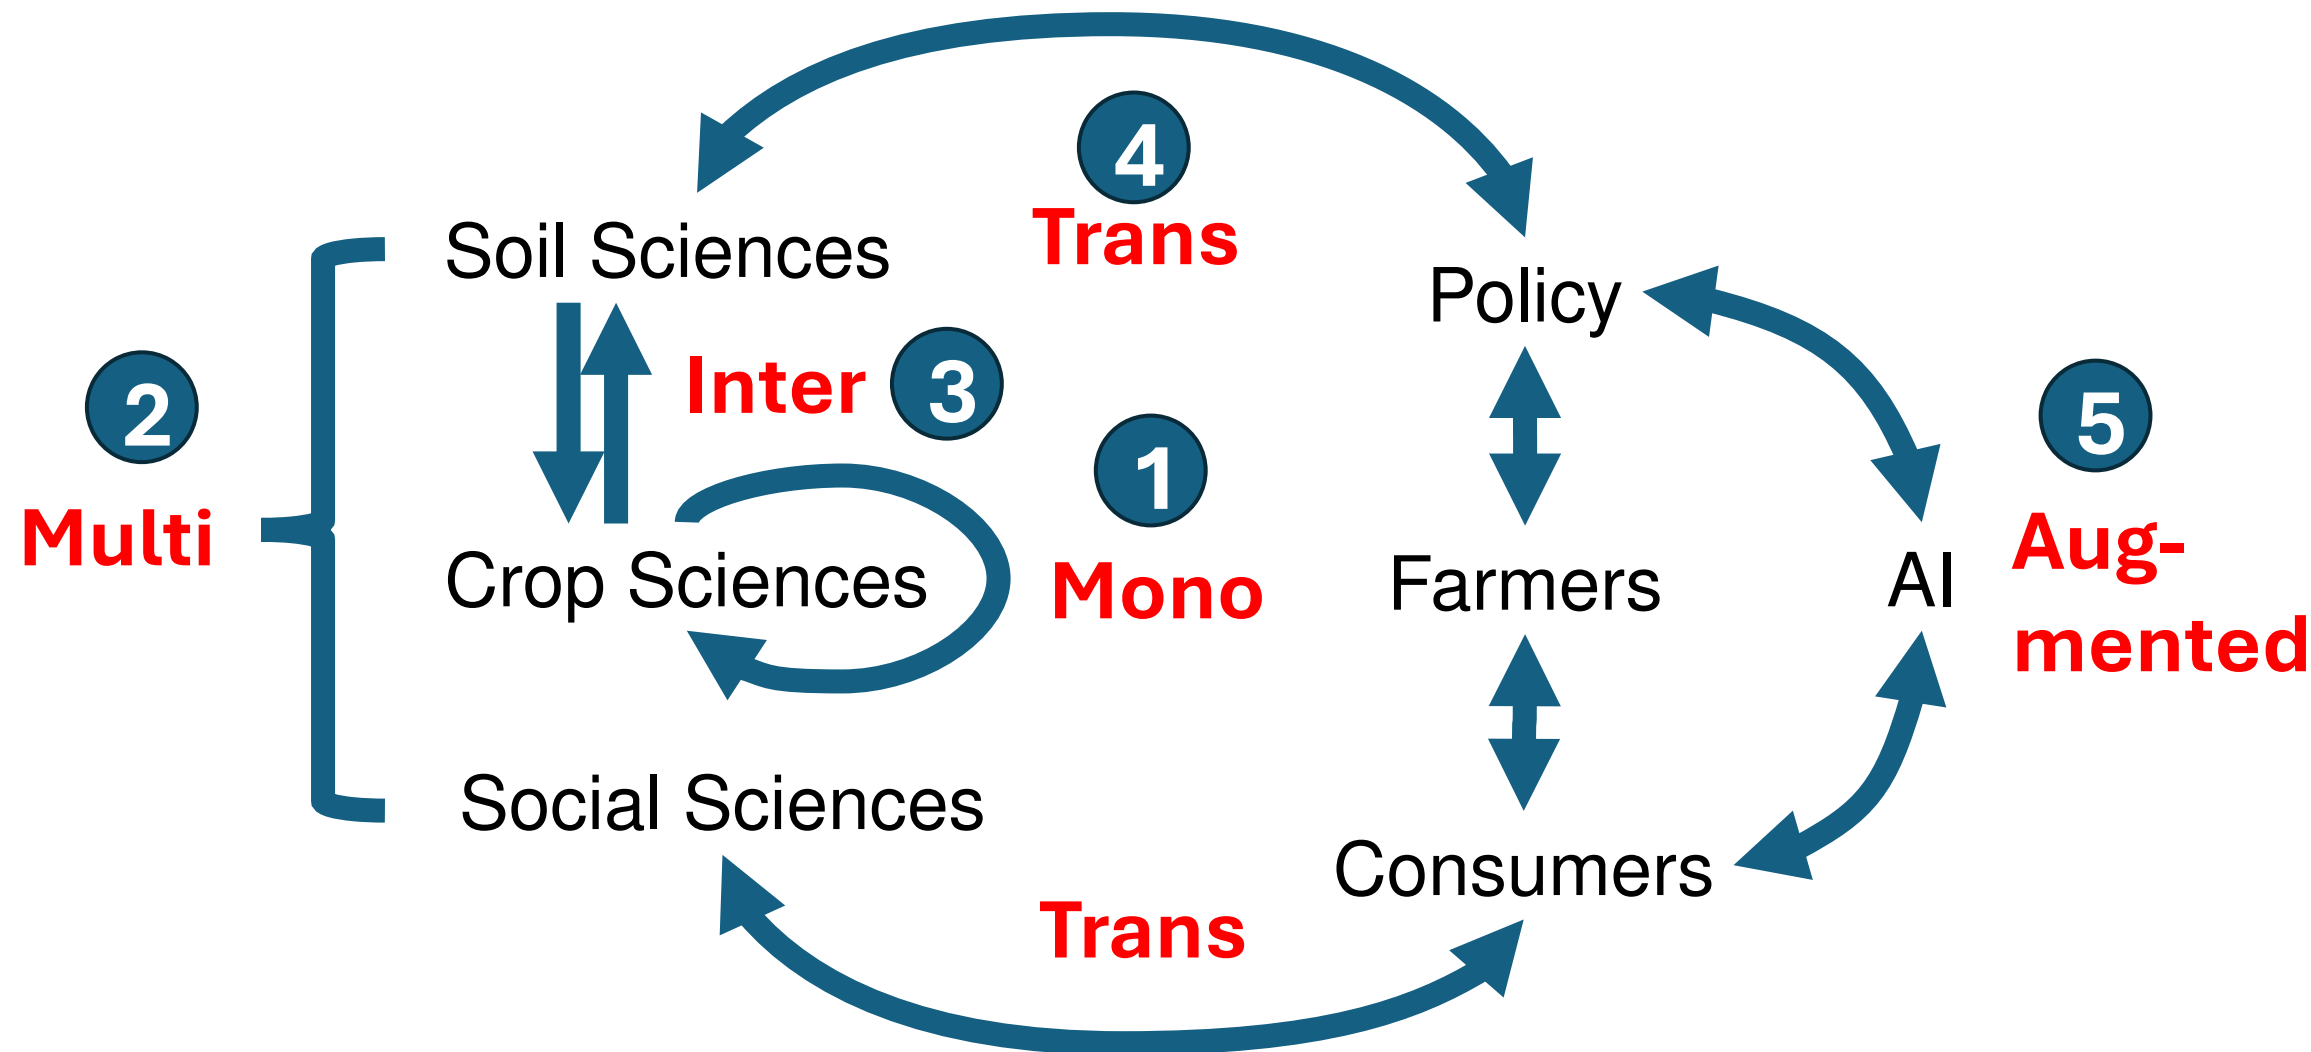 4
Trans
Soil Sciences
Policy
Inter
3
2
5
1
Multi
Aug-
Crop Sciences
Mono
Farmers
AI
mented
Social Sciences
Consumers
Trans